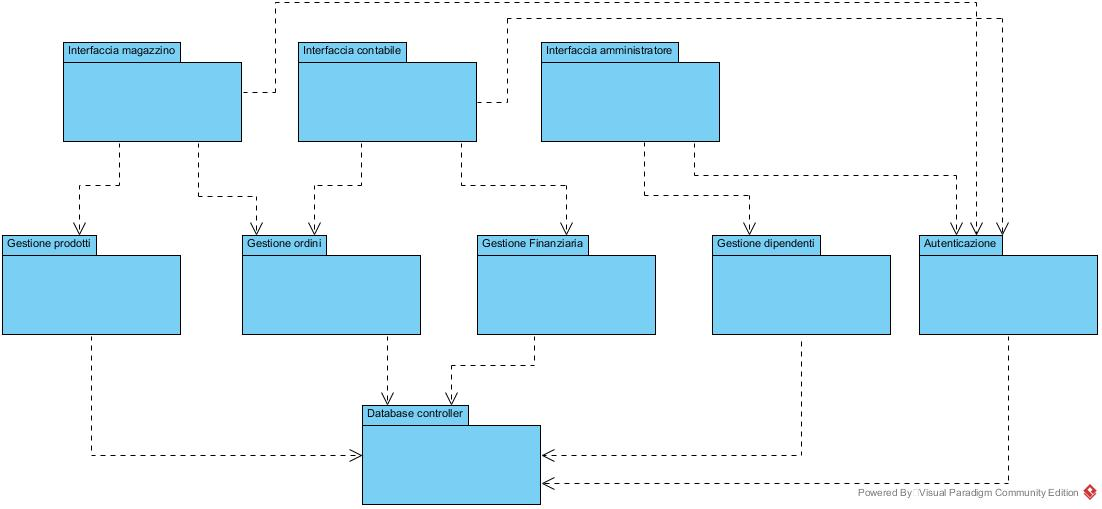 Interfaccia magazzino
Interfaccia contabile
Interfaccia amministratore
Gestione prodotti
Gestione ordini
Gestione Finanziaria
Gestione dipendenti
Autenticazione
Database controller
Powered By Visual Paradigm Community Edition